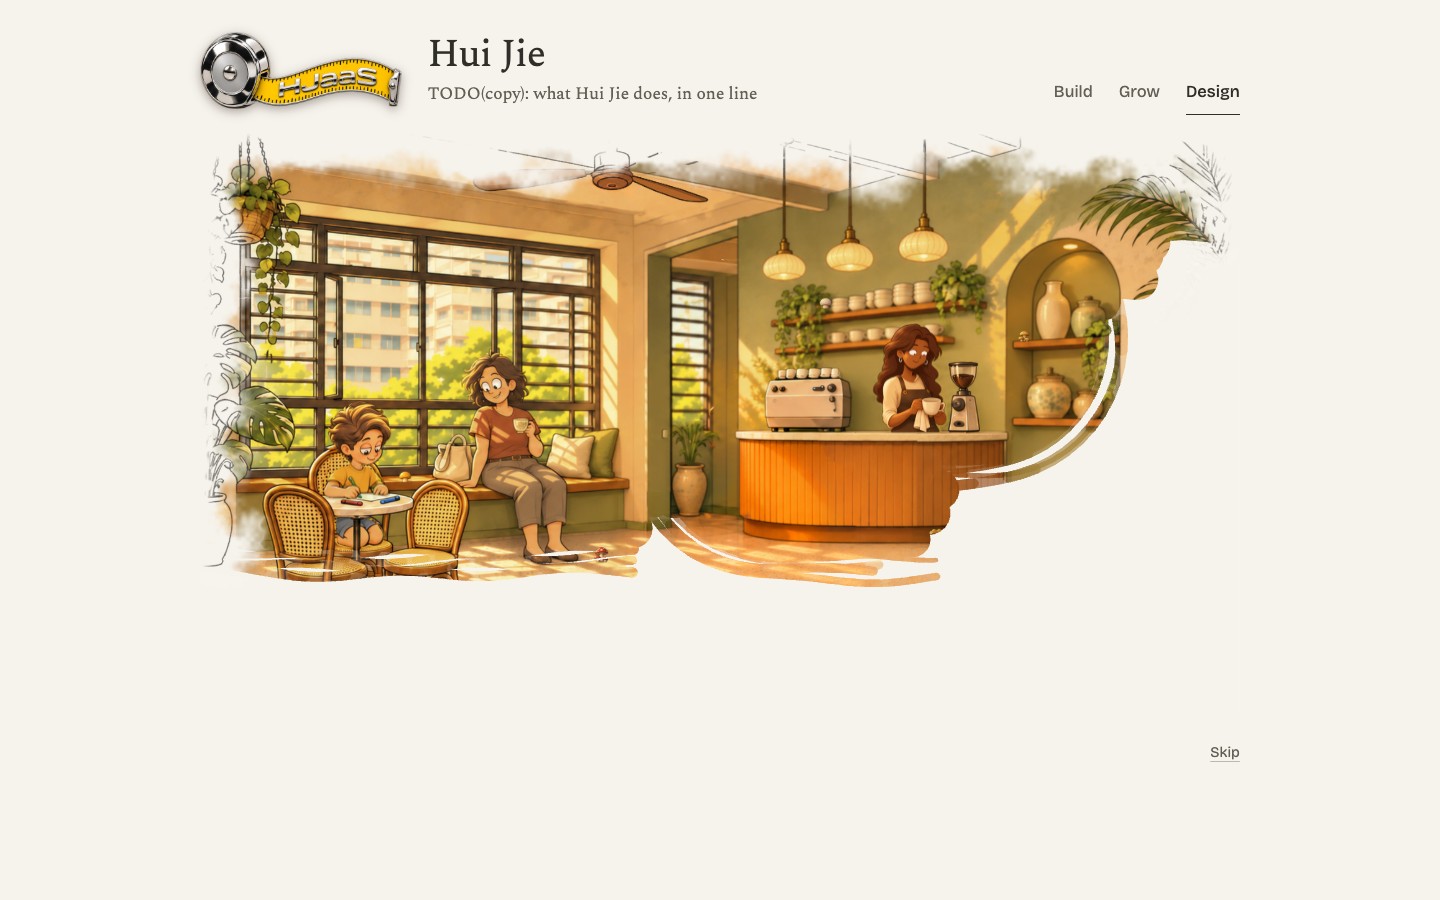 HJaaS
Hui Jie
TODO(copy): what Hui Jie does, in one line
Build
Grow
Design
Skip